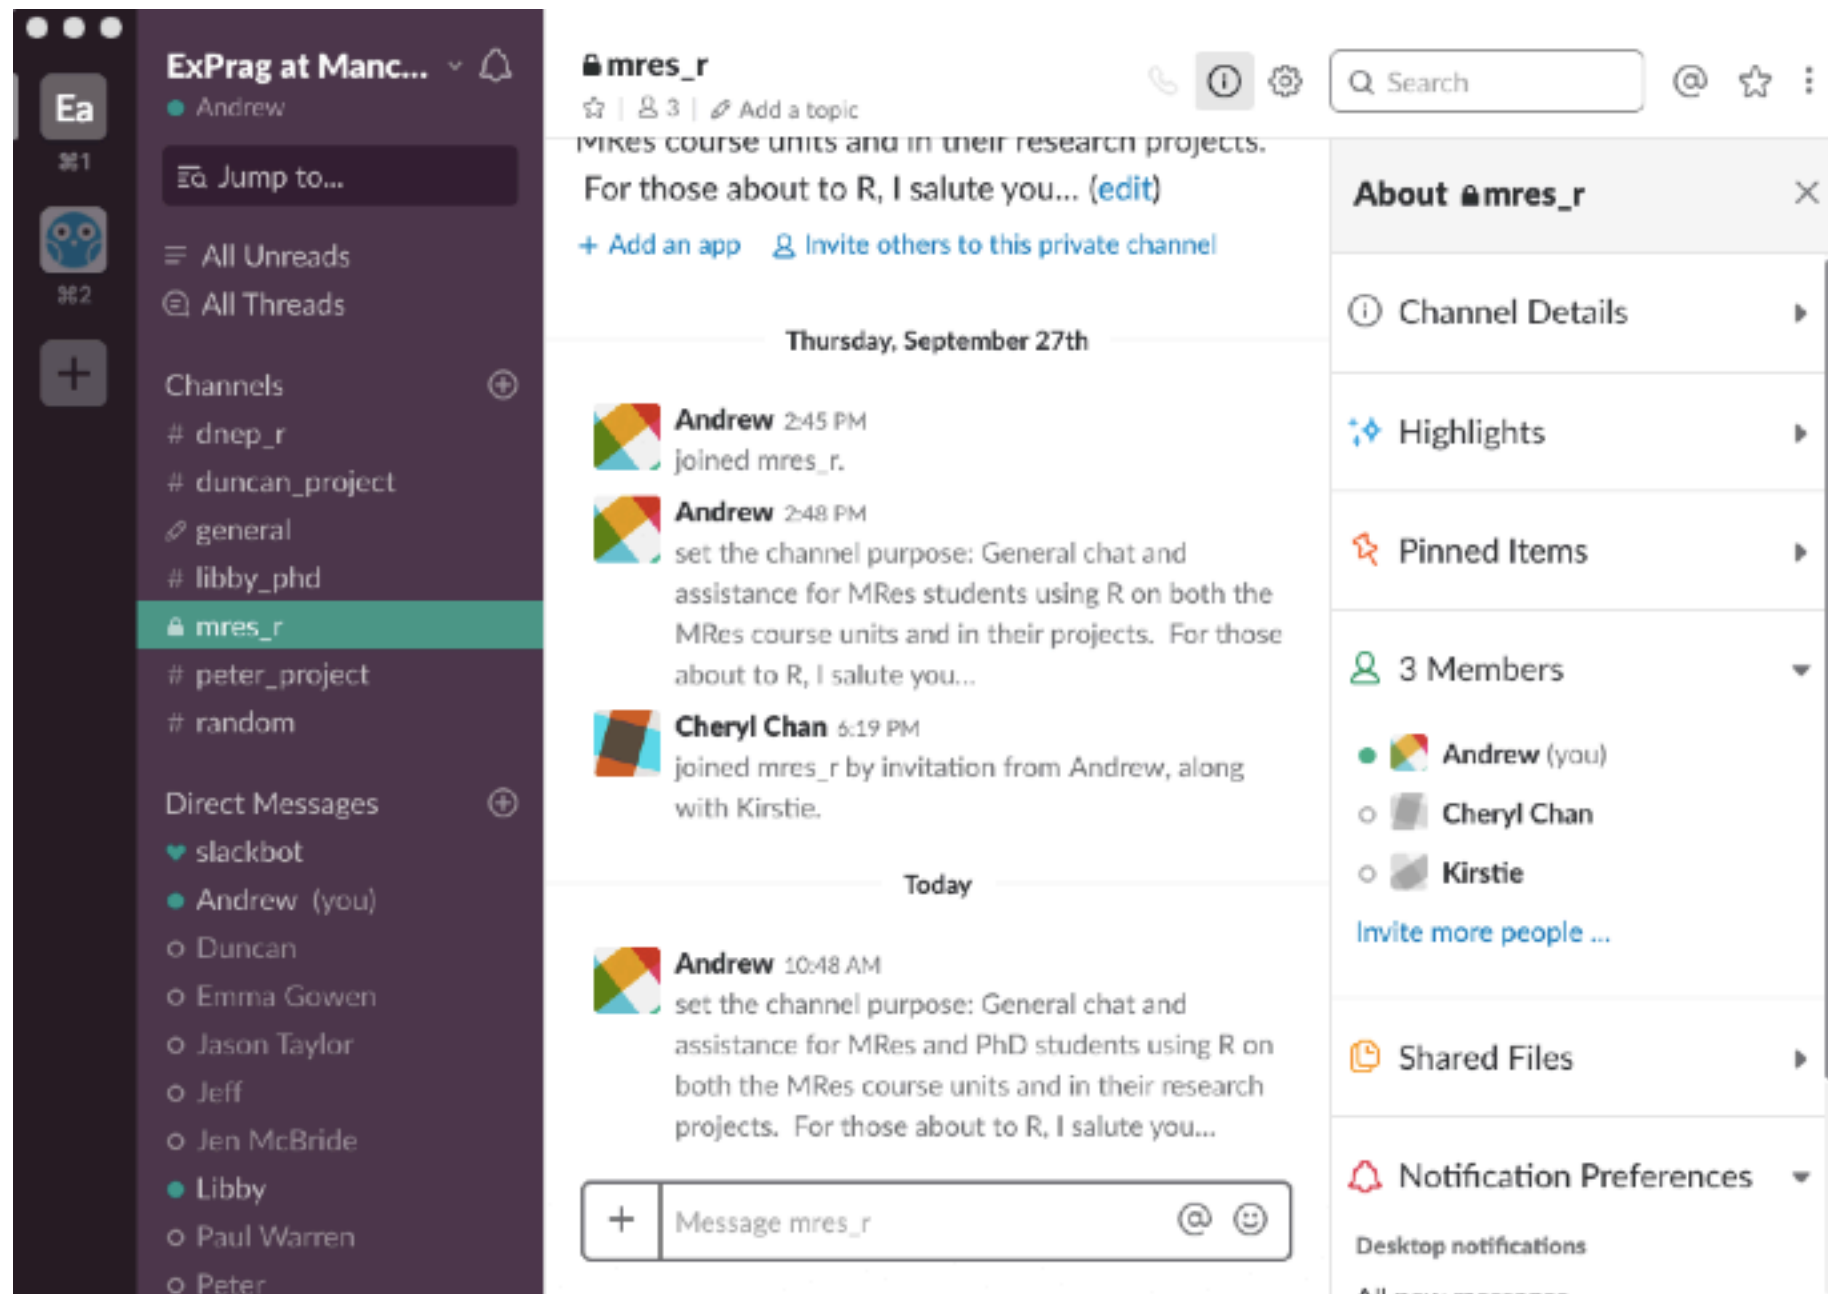 Ea
⌘1
⌘2
ExPrag at Manc...
Andrew
Jump to...
All Unreads
All Threads
Channels
# dnep_r
# duncan_project
general
# libby_phd
mres_r
# peter_project
# random
Direct Messages
slackbot
Andrew (you)
Duncan
Emma Gowen
Jason Taylor
Jeff
Jen McBride
Libby
Paul Warren
Peter
mres_r
3 | Add a topic
Search
MRes course units and in their research projects.
For those about to R, I salute you... (edit)
+ Add an app Invite others to this private channel
Thursday, September 27th
Andrew 2:45 PM
joined mres_r.
Andrew 2:48 PM
set the channel purpose: General chat and
assistance for MRes students using R on both the
MRes course units and in their projects. For those
about to R, I salute you...
Cheryl Chan 6:19 PM
joined mres_r by invitation from Andrew, along
with Kirstie.
Today
Andrew 10:48 AM
set the channel purpose: General chat and
assistance for MRes and PhD students using R on
both the MRes course units and in their research
projects. For those about to R, I salute you...
Message mres_r
About mres_r
Channel Details
Highlights
Pinned Items
3 Members
Andrew (you)
Cheryl Chan
Kirstie
Invite more people ...
Shared Files
Notification Preferences
Desktop notifications